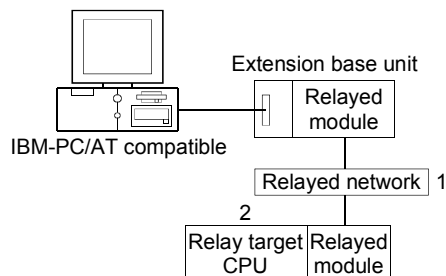 Extension base unit
Relayed
module
IBM-PC/AT compatible
Relayed network 1
2
Relay target
CPU
Relayed
module